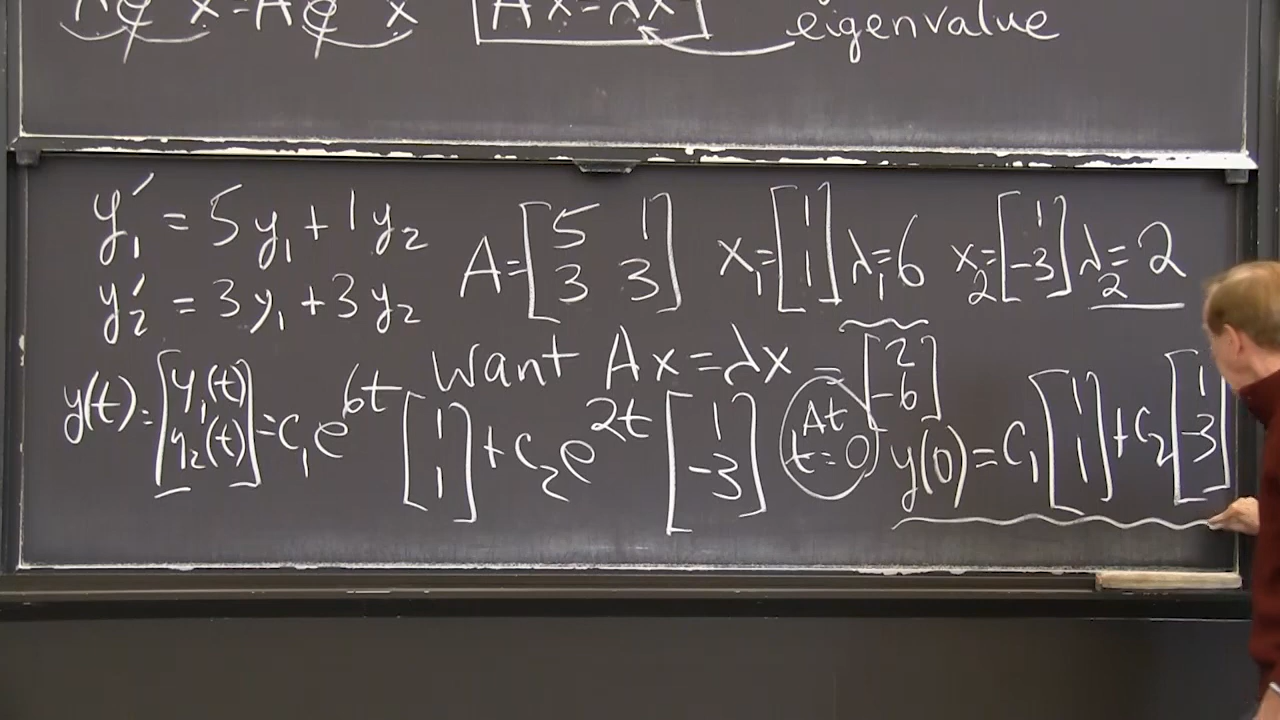 Ae x = A e x  Ax = λx  eigenvalue
y₁′ = 5y₁ + 1y₂
y₂′ = 3y₁ + 3y₂
A = [5 1; 3 3]  x₁ = [1; 1] λ₁ = 6  x₂ = [1; -3] λ₂ = 2
Want Ax = λx = [2; -6]
y(t) = [y₁(t); y₂(t)] = c₁e^{6t} [1; 1] + c₂e^{2t} [1; -3]
At t = 0  y(0) = c₁ [1; 1] + c₂ [1; -3]